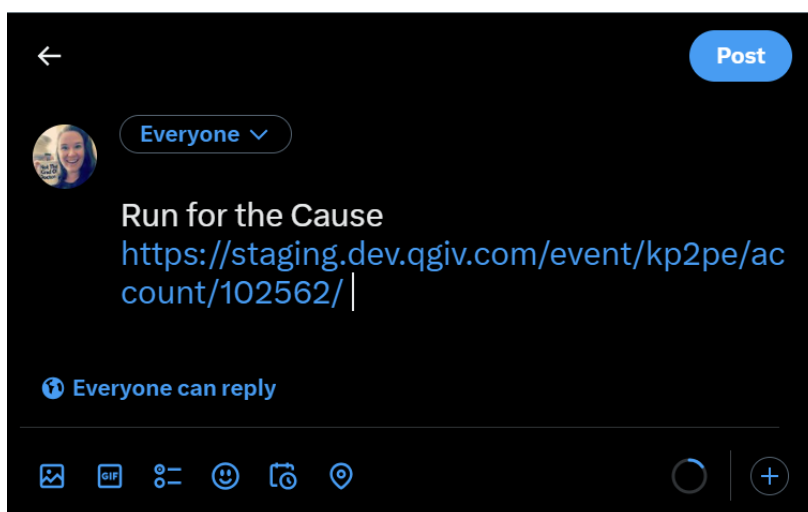 Post
Everyone
Run for the Cause
https://staging.dev.qgiv.com/event/kp2pe/ac
count/102562/
Everyone can reply
GIF